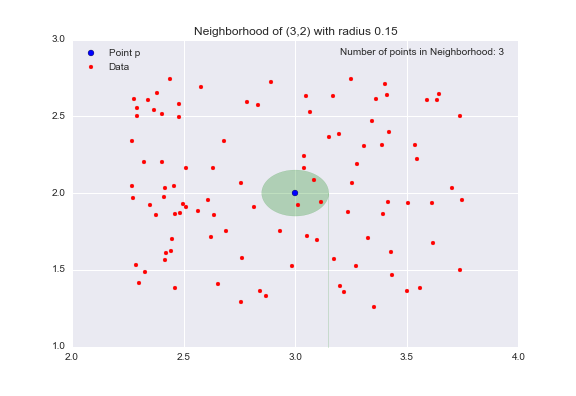 Neighborhood of (3,2) with radius 0.15
3.0
Point p
Data
Number of points in Neighborhood: 3
2.5
2.0
1.5
1.0
2.0 2.5 3.0 3.5 4.0